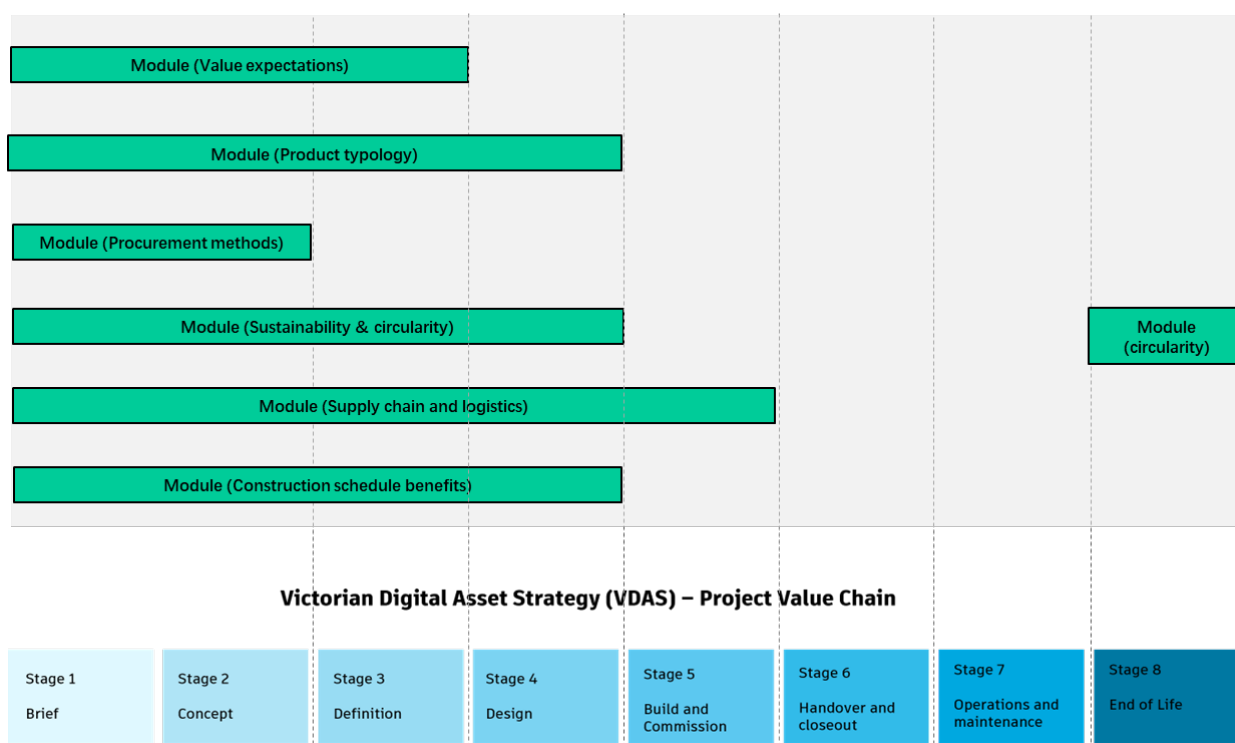 Module (Value expectations)
Module (Product typology)
Module (Procurement methods)
Module (Sustainability & circularity)
Module
(circularity)
Module (Supply chain and logistics)
Module (Construction schedule benefits)
Victorian Digital Asset Strategy (VDAS) – Project Value Chain
Stage 1
Brief
Stage 2
Concept
Stage 3
Definition
Stage 4
Design
Stage 5
Build and
Commission
Stage 6
Handover and
closeout
Stage 7
Operations and
maintenance
Stage 8
End of Life